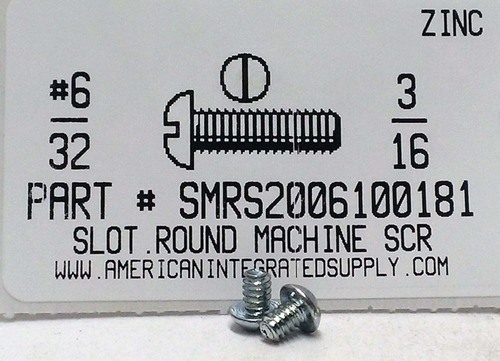 ZINC
#6
32
3
16
PART # SMRS2006100181
SLOT.ROUND MACHINE SCR
WWW.AMERICANINTEGRATEDSUPPLY.COM